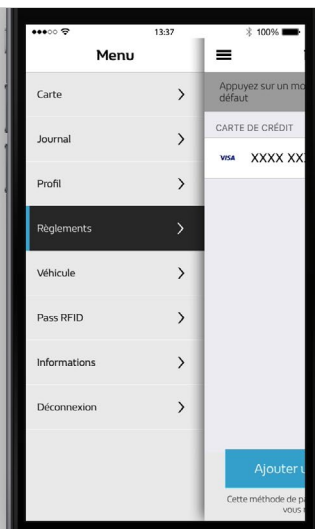 13:37
100%
Menu
Carte
Journal
Profil
Règlements
Véhicule
Pass RFID
Informations
Déconnexion
Appuyez sur un mo
défaut
CARTE DE CRÉDIT
VISA XXXX XX
Ajouter u
Cette méthode de pa
vous